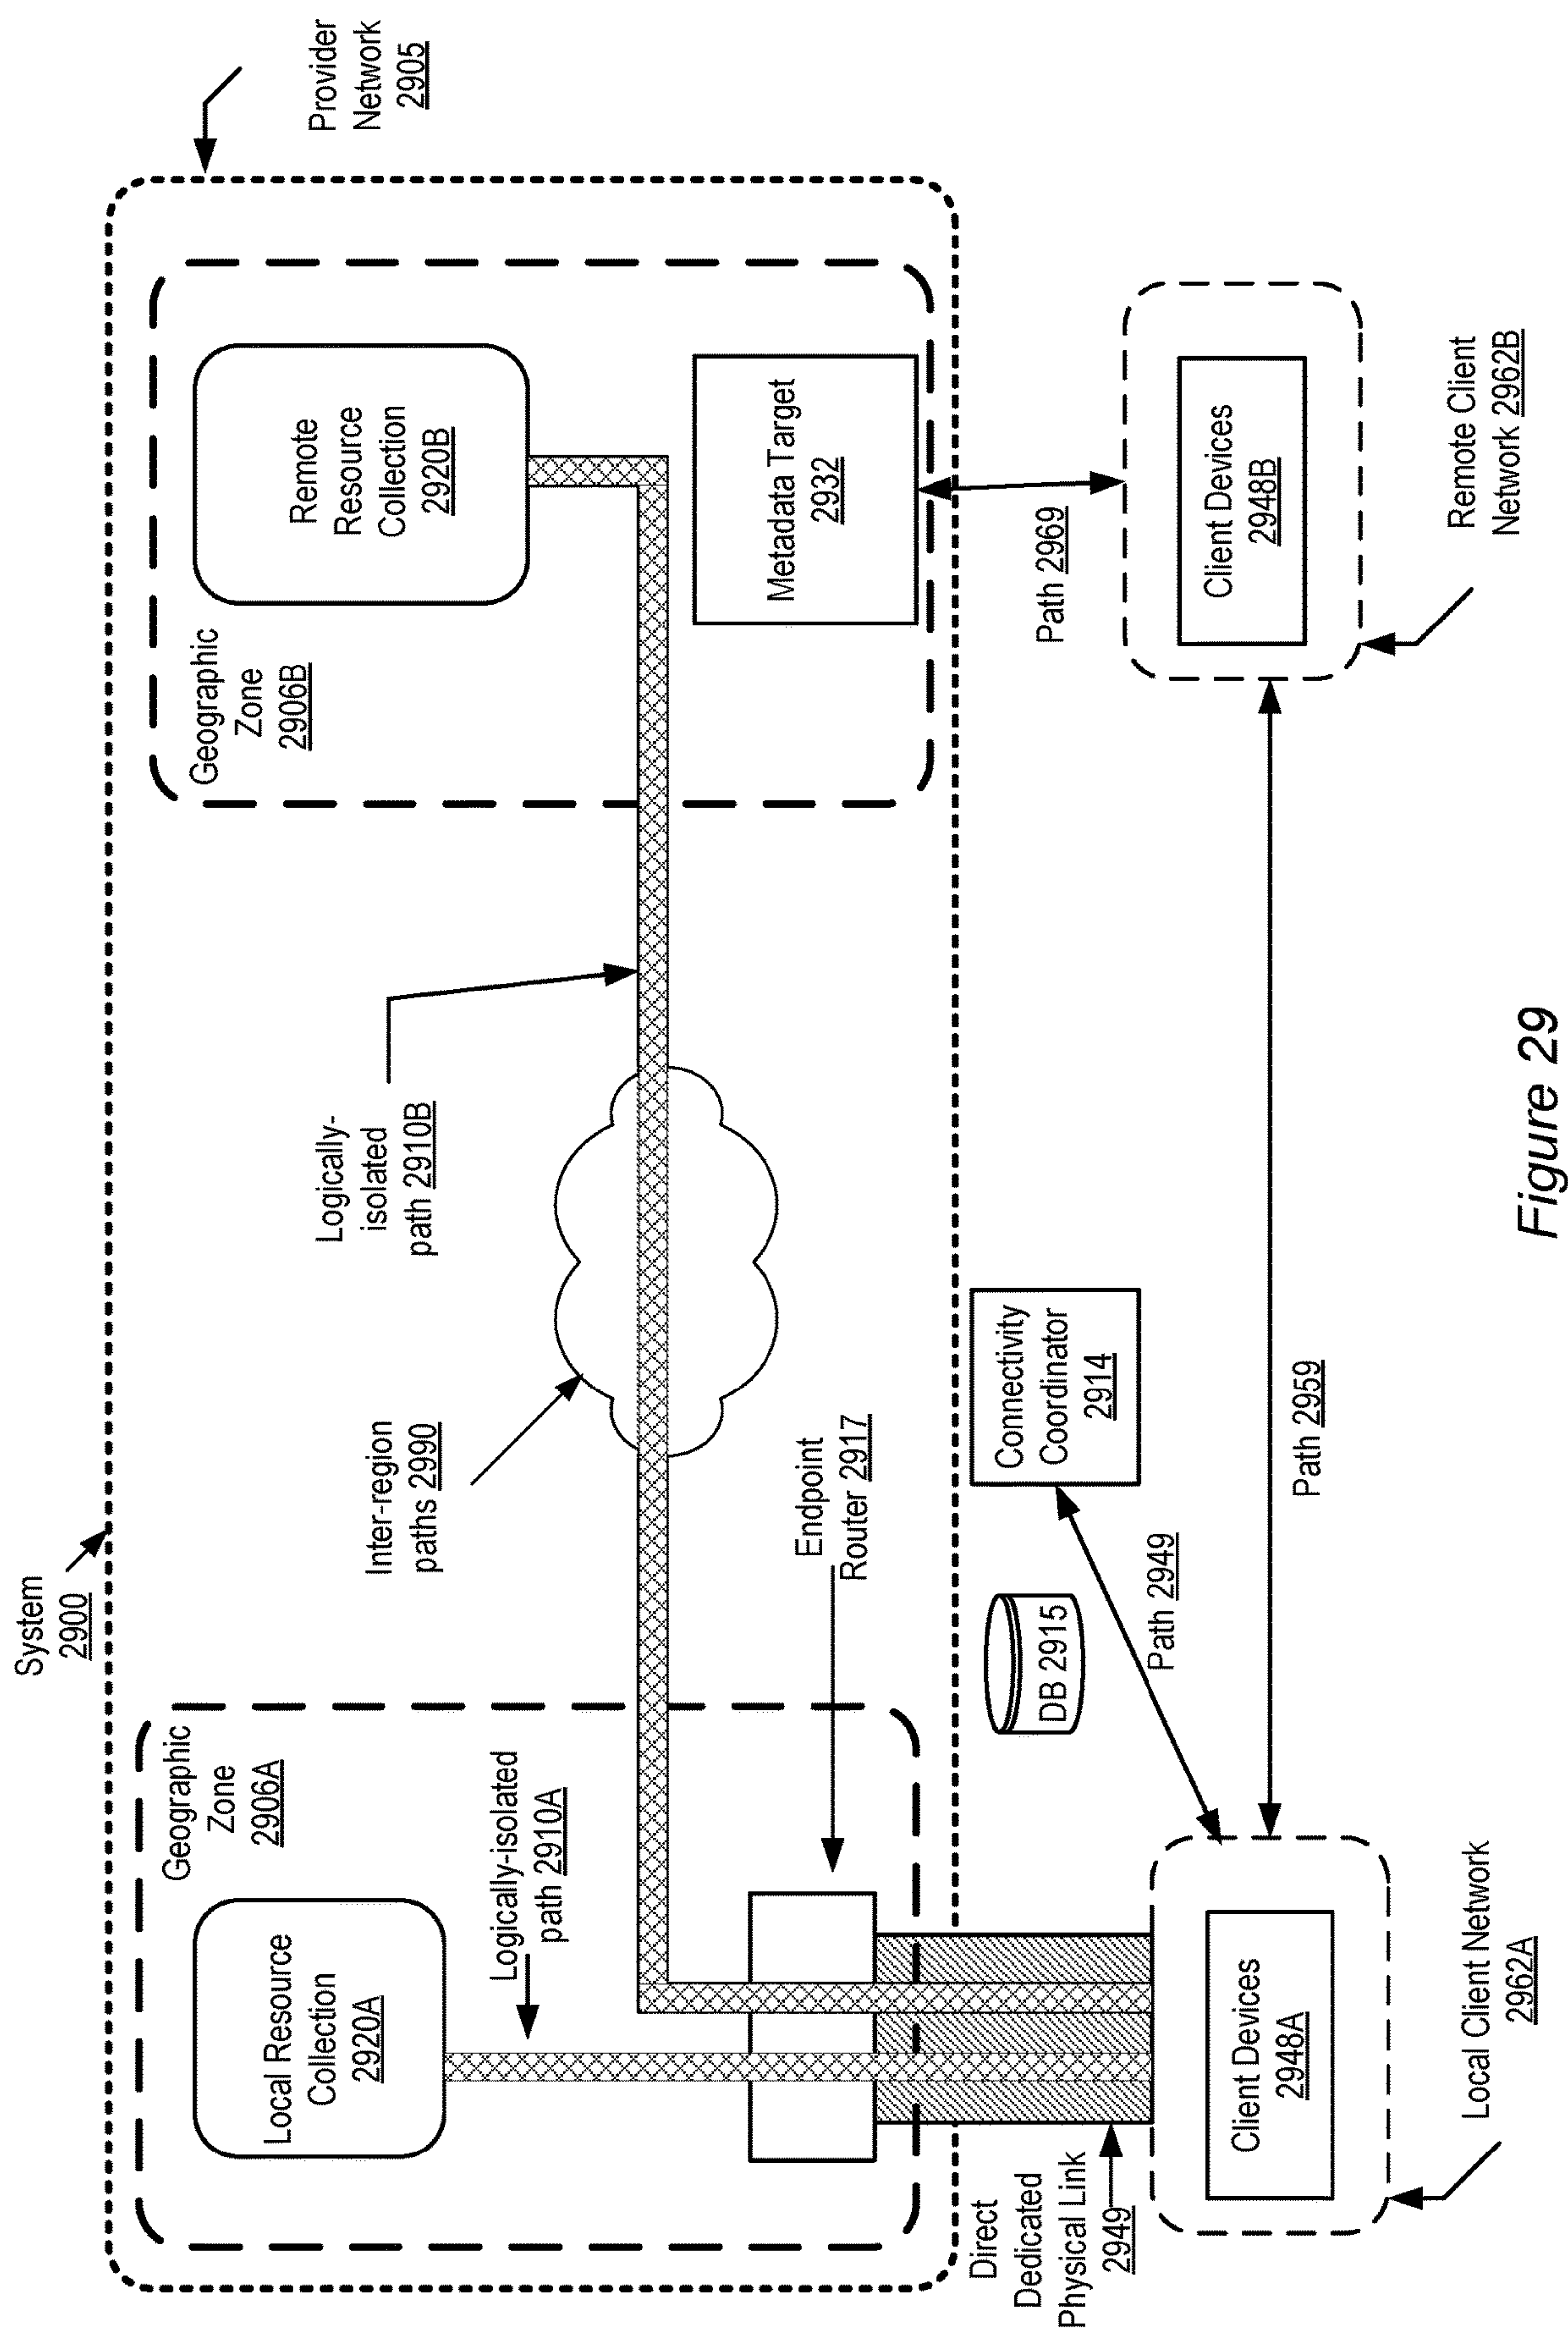 System
2900
Provider
Network
2905
Geographic
Zone
2906A
Local Resource
Collection
2920A
Logically-isolated
path 2910A
Inter-region
paths 2990
Logically-
isolated
path 2910B
Geographic
Zone
2906B
Remote
Resource
Collection
2920B
Metadata Target
2932
Endpoint
Router 2917
Direct
Dedicated
Physical Link
2949
DB 2915
Connectivity
Coordinator
2914
Path 2949
Path 2969
Path 2959
Client Devices
2948A
Local Client Network
2962A
Client Devices
2948B
Remote Client
Network 2962B
Figure 29